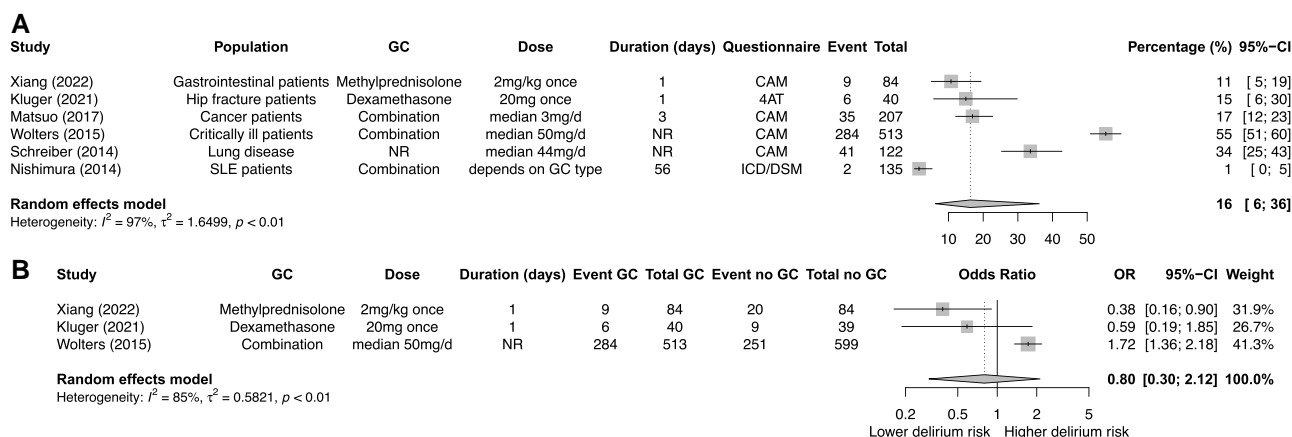 A
Study Population GC Dose Duration (days) Questionnaire Event Total Percentage (%) 95%−CI
Xiang (2022) Gastrointestinal patients Methylprednisolone 2mg/kg once 1 CAM 9 84 11 [ 5; 19]
Kluger (2021) Hip fracture patients Dexamethasone 20mg once 1 4AT 6 40 15 [ 6; 30]
Matsuo (2017) Cancer patients Combination median 3mg/d 3 CAM 35 207 17 [12; 23]
Wolters (2015) Critically ill patients Combination median 50mg/d NR CAM 284 513 55 [51; 60]
Schreiber (2014) Lung disease NR median 44mg/d NR CAM 41 122 34 [25; 43]
Nishimura (2014) SLE patients Combination depends on GC type 56 ICD/DSM 2 135 1 [ 0; 5]
Random effects model 16 [ 6; 36]
Heterogeneity: I² = 97%, τ² = 1.6499, p < 0.01
10 20 30 40 50
B
Study GC Dose Duration (days) Event GC Total GC Event no GC Total no GC Odds Ratio OR 95%−CI Weight
Xiang (2022) Methylprednisolone 2mg/kg once 1 9 84 20 84 0.38 [0.16; 0.90] 31.9%
Kluger (2021) Dexamethasone 20mg once 1 6 40 9 39 0.59 [0.19; 1.85] 26.7%
Wolters (2015) Combination median 50mg/d NR 284 513 251 599 1.72 [1.36; 2.18] 41.3%
Random effects model 0.80 [0.30; 2.12] 100.0%
Heterogeneity: I² = 85%, τ² = 0.5821, p < 0.01
0.2 0.5 1 2 5
Lower delirium risk Higher delirium risk